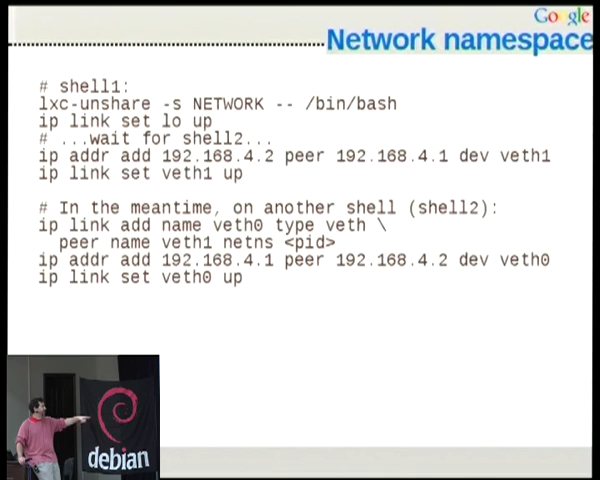 Google
Network namespace
# shell1:
lxc-unshare -s NETWORK -- /bin/bash
ip link set lo up
# ...wait for shell2...
ip addr add 192.168.4.2 peer 192.168.4.1 dev veth1
ip link set veth1 up
# In the meantime, on another shell (shell2):
ip link add name veth0 type veth \
peer name veth1 netns <pid>
ip addr add 192.168.4.1 peer 192.168.4.2 dev veth0
ip link set veth0 up
debian